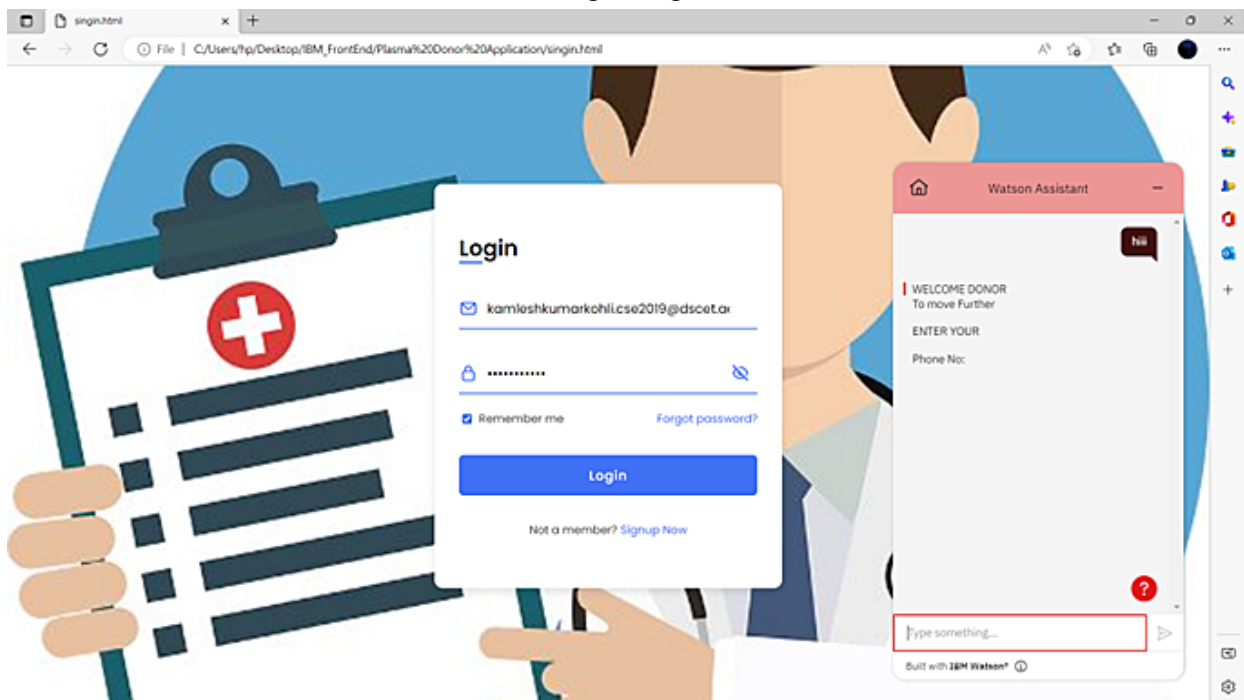 singin.html
File | C:/Users/hp/Desktop/IBM_FrontEnd/Plasma%20Donor%20Application/singin.html
Login
kamleshkumarkohli.cse2019@dscet.ac
Remember me
Forgot password?
Login
Not a member? Signup Now
Watson Assistant
hiii
WELCOME DONOR
To move Further
ENTER YOUR
Phone No:
?
Type something...
Built with IBM Watson®